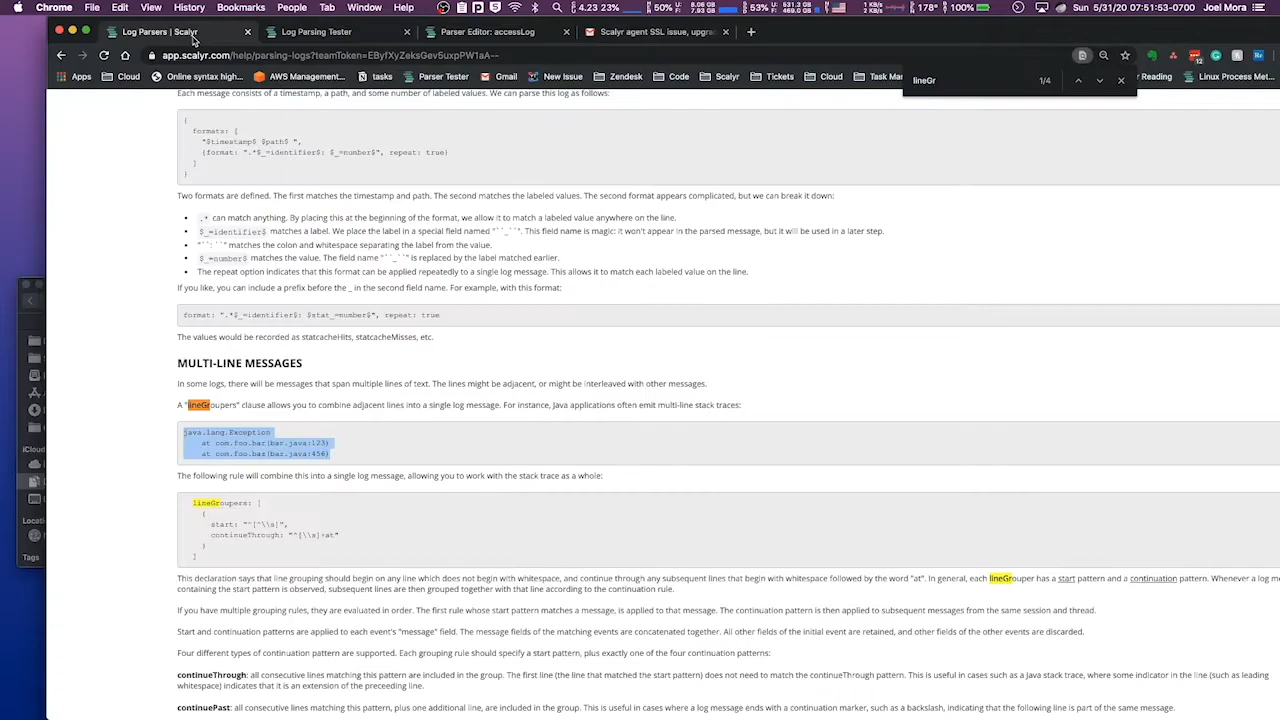 Chrome File Edit View History Bookmarks People Tab Window Help
4.23 23% 50% 8.06 GB 8.00 GB 53% 531.3 GB 469.0 GB 178° 100% Sun 5/31/20 07:51:53+07:00 Joel Mora
Log Parsers | Scalyr
Log Parsing Tester
Parser Editor: accessLog
Scalyr agent SSL issue, upgra
app.scalyr.com/help/parsing-logs?teamToken=EByfXyZeksGev5uxpPW1aA--
Apps Cloud Online syntax high... AWS Management... tasks Parser Tester Gmail New Issue Zendesk Code Scalyr Tickets Cloud Task Man Reading Linux Process Met...
lineGr 1/4
Each message consists of a timestamp, a path, and some number of labeled values. We can parse this log as follows:
{
formats: [
"$timestamp$ $path$ ",
{format: ".*$_=identifier$: $_=number$", repeat: true}
]
}
Two formats are defined. The first matches the timestamp and path. The second matches the labeled values. The second format appears complicated, but we can break it down:
• .* can match anything. By placing this at the beginning of the format, we allow it to match a labeled value anywhere on the line.
• $_=identifier$ matches a label. We place the label in a special field named "``_``". This field name is magic: it won't appear in the parsed message, but it will be used in a later step.
• "``: ``" matches the colon and whitespace separating the label from the value.
• $_=number$ matches the value. The field name "``_``" is replaced by the label matched earlier.
• The repeat option indicates that this format can be applied repeatedly to a single log message. This allows it to match each labeled value on the line.
If you like, you can include a prefix before the _ in the second field name. For example, with this format:
format: ".*$_=identifier$: $stat_=number$", repeat: true
The values would be recorded as statcacheHits, statcacheMisses, etc.
MULTI-LINE MESSAGES
In some logs, there will be messages that span multiple lines of text. The lines might be adjacent, or might be interleaved with other messages.
A "lineGroupers" clause allows you to combine adjacent lines into a single log message. For instance, Java applications often emit multi-line stack traces:
java.lang.Exception
at com.foo.bar(bar.java:123)
at com.foo.baz(bar.java:456)
The following rule will combine this into a single log message, allowing you to work with the stack trace as a whole:
lineGroupers: [
{
start: "^[^\\s]",
continueThrough: "^[\\s]+at"
}
]
This declaration says that line grouping should begin on any line which does not begin with whitespace, and continue through any subsequent lines that begin with whitespace followed by the word "at". In general, each lineGrouper has a start pattern and a continuation pattern. Whenever a log me
containing the start pattern is observed, subsequent lines are then grouped together with that line according to the continuation rule.
If you have multiple grouping rules, they are evaluated in order. The first rule whose start pattern matches a message, is applied to that message. The continuation pattern is then applied to subsequent messages from the same session and thread.
Start and continuation patterns are applied to each event's "message" field. The message fields of the matching events are concatenated together. All other fields of the initial event are retained, and other fields of the other events are discarded.
Four different types of continuation pattern are supported. Each grouping rule should specify a start pattern, plus exactly one of the four continuation patterns:
continueThrough: all consecutive lines matching this pattern are included in the group. The first line (the line that matched the start pattern) does not need to match the continueThrough pattern. This is useful in cases such as a Java stack trace, where some indicator in the line (such as leading
whitespace) indicates that it is an extension of the preceeding line.
continuePast: all consecutive lines matching this pattern, plus one additional line, are included in the group. This is useful in cases where a log message ends with a continuation marker, such as a backslash, indicating that the following line is part of the same message.
iCloud
Locatio
Tags